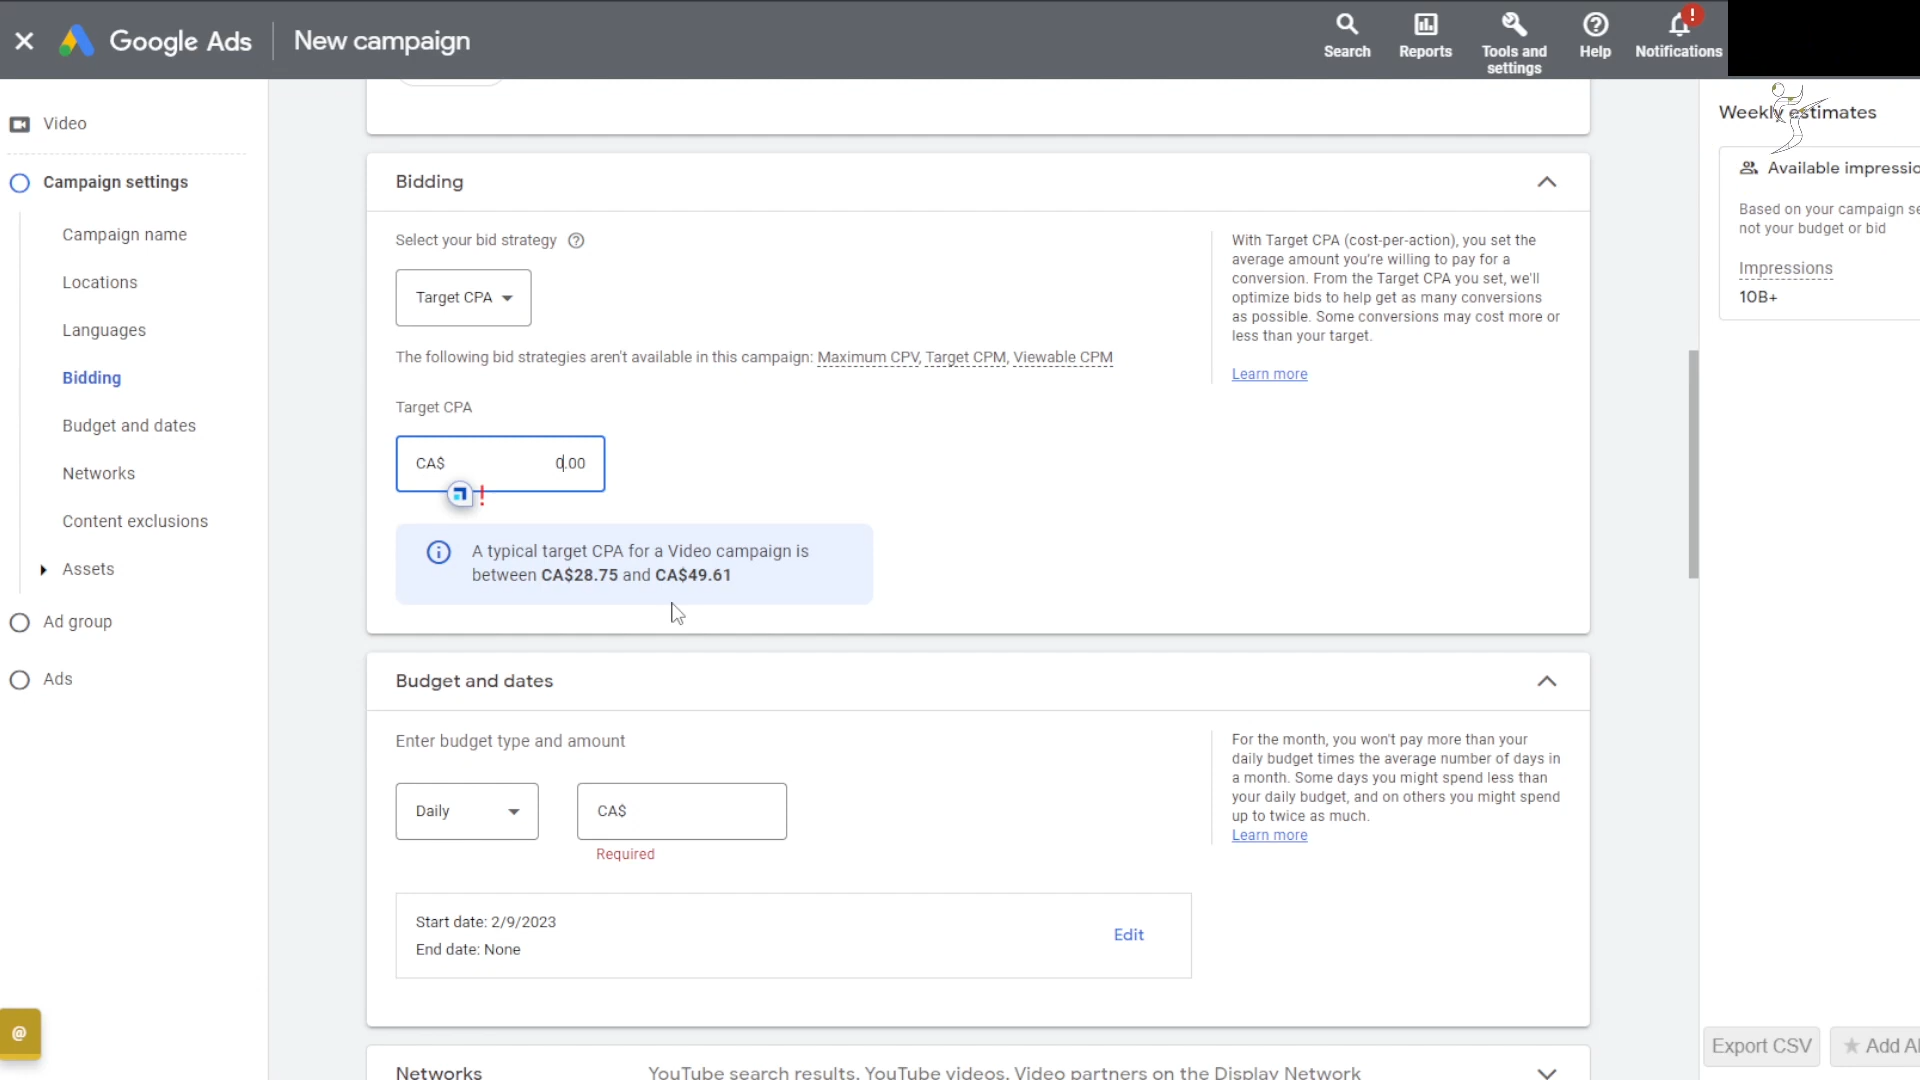 Google Ads
New campaign
Search
Reports
Tools and
settings
Help
Notifications
!
Video
Campaign settings
Campaign name
Locations
Languages
Bidding
Budget and dates
Networks
Content exclusions
Assets
Ad group
Ads
@
Bidding
Select your bid strategy
Target CPA
The following bid strategies aren't available in this campaign: Maximum CPV, Target CPM, Viewable CPM
Target CPA
CA$ 0.00
!
A typical target CPA for a Video campaign is
between CA$28.75 and CA$49.61
With Target CPA (cost-per-action), you set the
average amount you're willing to pay for a
conversion. From the Target CPA you set, we'll
optimize bids to help get as many conversions
as possible. Some conversions may cost more or
less than your target.
Learn more
Budget and dates
Enter budget type and amount
Daily
CA$
Required
Start date: 2/9/2023
End date: None
Edit
For the month, you won't pay more than your
daily budget times the average number of days in
a month. Some days you might spend less than
your daily budget, and on others you might spend
up to twice as much.
Learn more
Networks
YouTube search results, YouTube videos, Video partners on the Display Network
Weekly estimates
Available impressio
Based on your campaign se
not your budget or bid
Impressions
10B+
Export CSV
Add Al